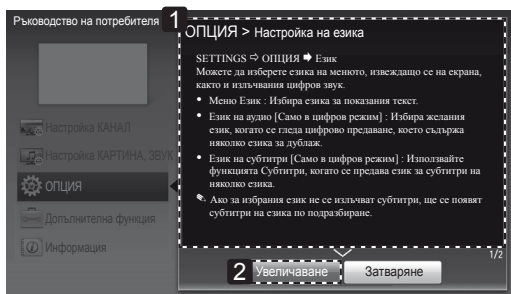 Ръководство на потребителя
1
ОПЦИЯ > Настройка на езика
SETTINGS ⇨ ОПЦИЯ ➡ Език
Можете да изберете езика на менюто, извеждащо се на екрана,
както и излъчвания цифров звук.
• Меню Език : Избира езика за показания текст.
• Език на аудио [Само в цифров режим] : Избира желания
език, когато се гледа цифрово предаване, което съдържа
няколко езика за дублаж.
• Език на субтитри [Само в цифров режим] : Използвайте
функцията Субтитри, когато се предава език за субтитри на
няколко езика.
✎ Ако за избрания език не се излъчват субтитри, ще се появят
субтитри на езика по подразбиране.
Настройка КАНАЛ
Настройка КАРТИНА, ЗВУК
ОПЦИЯ
Допълнителна функция
Информация
1/2
2
Увеличаване
Затваряне